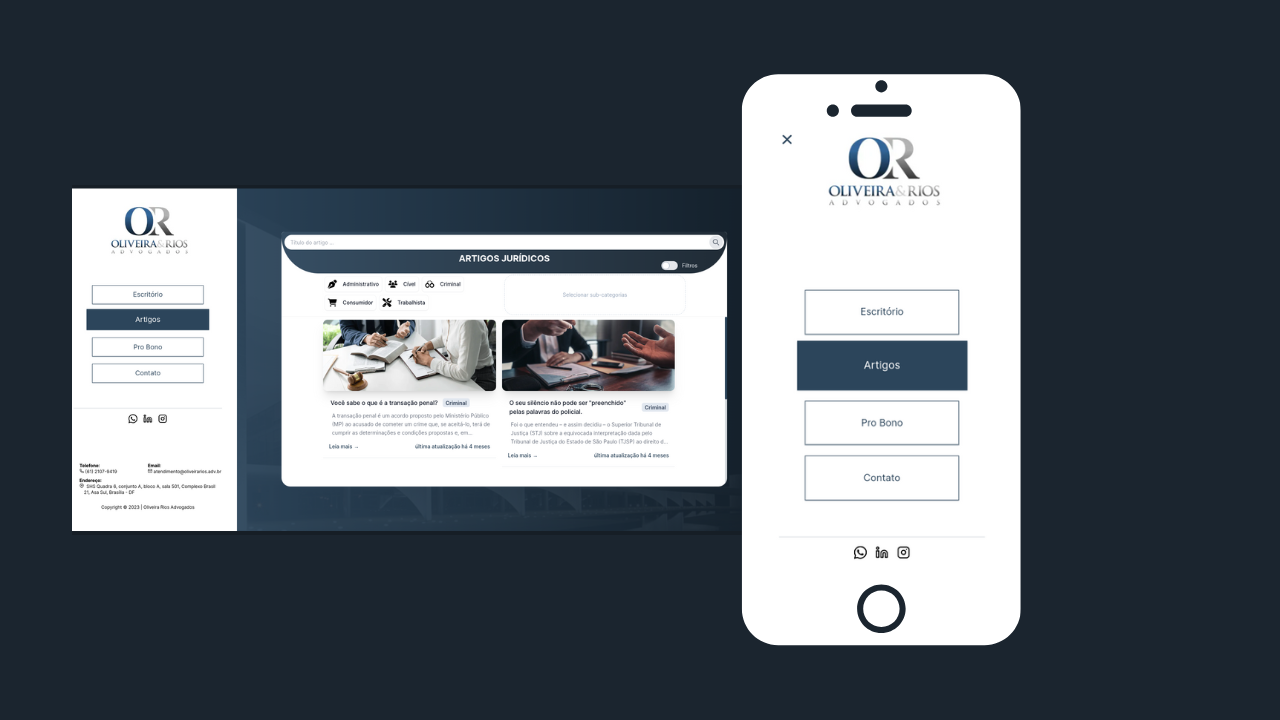 OR
OLIVEIRA&RIOS
ADVOGADOS
Escritório
Artigos
Pro Bono
Contato
Telefone:
(61) 2107-8419
Email:
atendimento@oliveirarios.adv.br
Endereço:
SHS Quadra 6, conjunto A, bloco A, sala 501, Complexo Brasil
21, Asa Sul, Brasília - DF
Copyright © 2023 | Oliveira Rios Advogados
Título do artigo ...
ARTIGOS JURÍDICOS
Filtros
Administrativo
Cível
Criminal
Consumidor
Trabalhista
Selecionar sub-categorias
Você sabe o que é a transação penal?
Criminal
A transação penal é um acordo proposto pelo Ministério Público
(MP) ao acusado de comener um crime que, se aceitá-lo, terá de
cumprir as determinações e condições propostas e, em...
Leia mais →
última atualização há 4 meses
O seu silêncio não pode ser "preenchido"
pelas palavras do policial.
Criminal
Foi o que entendeu – e assim decidiu – o Superior Tribunal de
Justiça (STJ) sobre a equivocada interpretação dada pelo
Tribunal de Justiça do Estado de São Paulo (TJSP) ao direito d...
Leia mais →
última atualização há 4 meses
OR
OLIVEIRA&RIOS
ADVOGADOS
Escritório
Artigos
Pro Bono
Contato